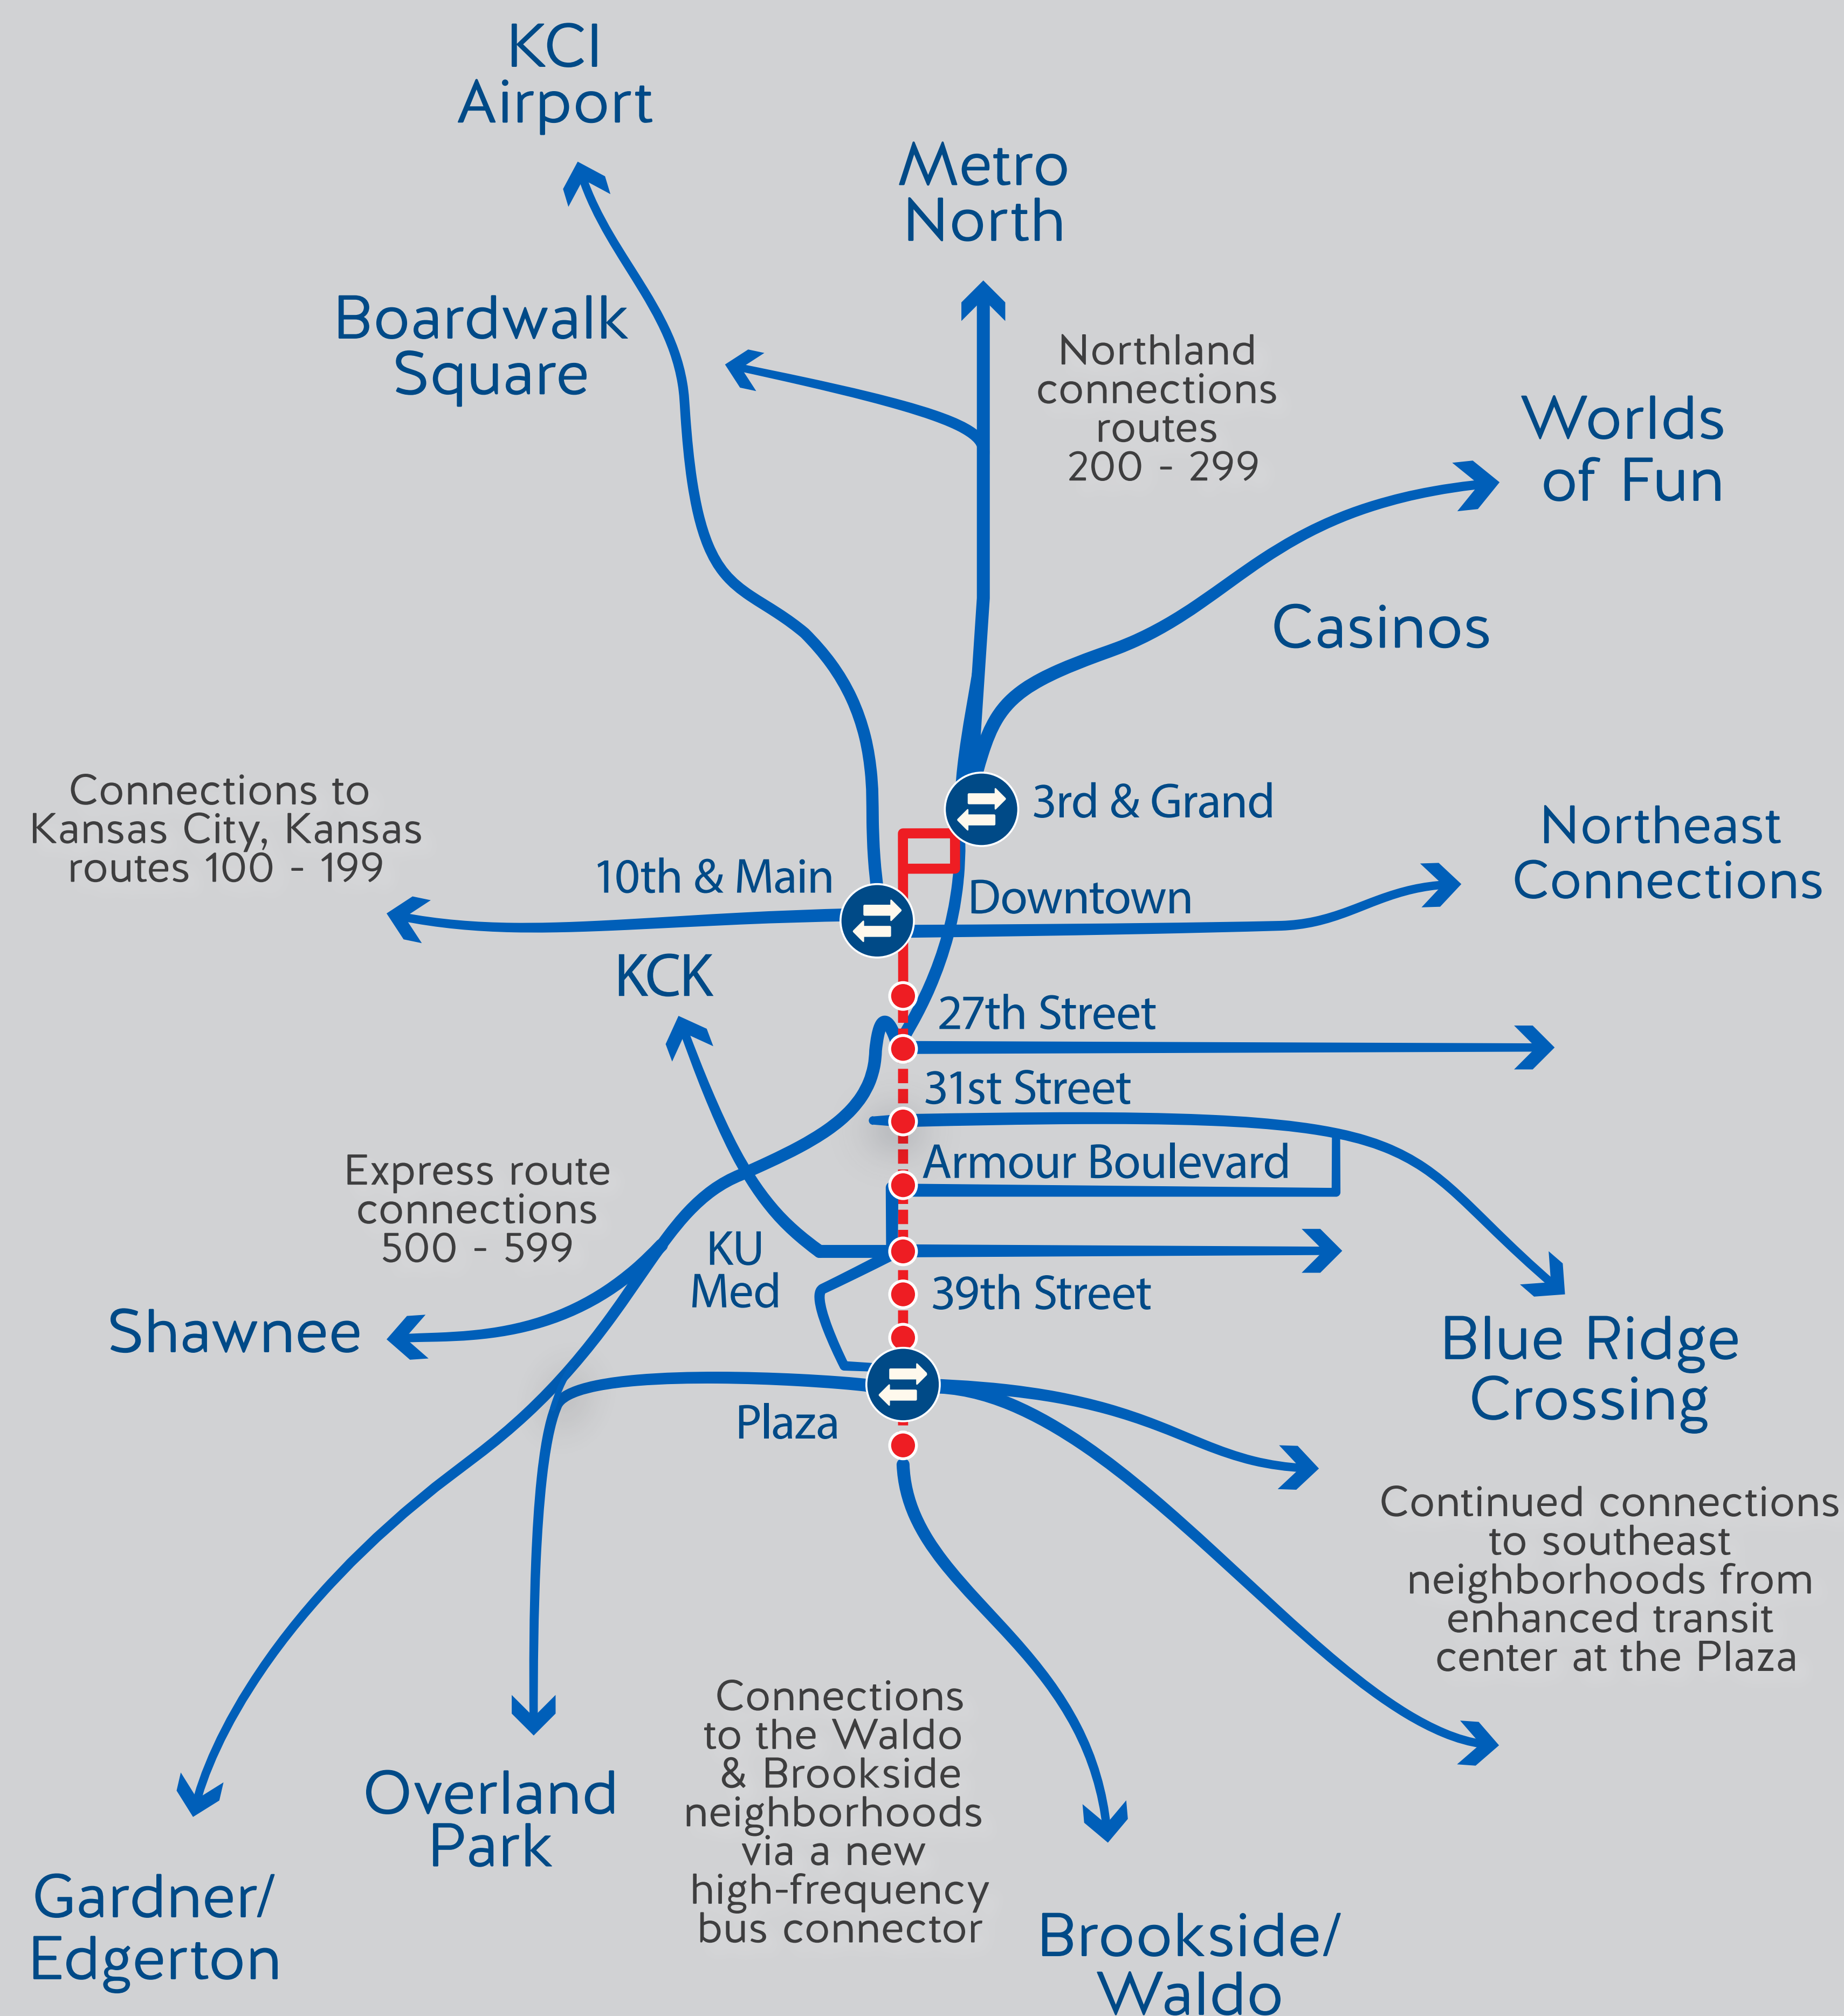 KCI
Airport
Metro
North
Boardwalk
Square
Northland
connections
routes
200 - 299
Worlds
of Fun
Casinos
Connections to
Kansas City, Kansas
routes 100 - 199
3rd & Grand
10th & Main
Downtown
Northeast
Connections
KCK
27th Street
31st Street
Armour Boulevard
Express route
connections
500 - 599
KU
Med
39th Street
Shawnee
Blue Ridge
Crossing
Plaza
Continued connections
to southeast
neighborhoods from
enhanced transit
center at the Plaza
Connections
to the Waldo
& Brookside
neighborhoods
via a new
high-frequency
bus connector
Overland
Park
Gardner/
Edgerton
Brookside/
Waldo